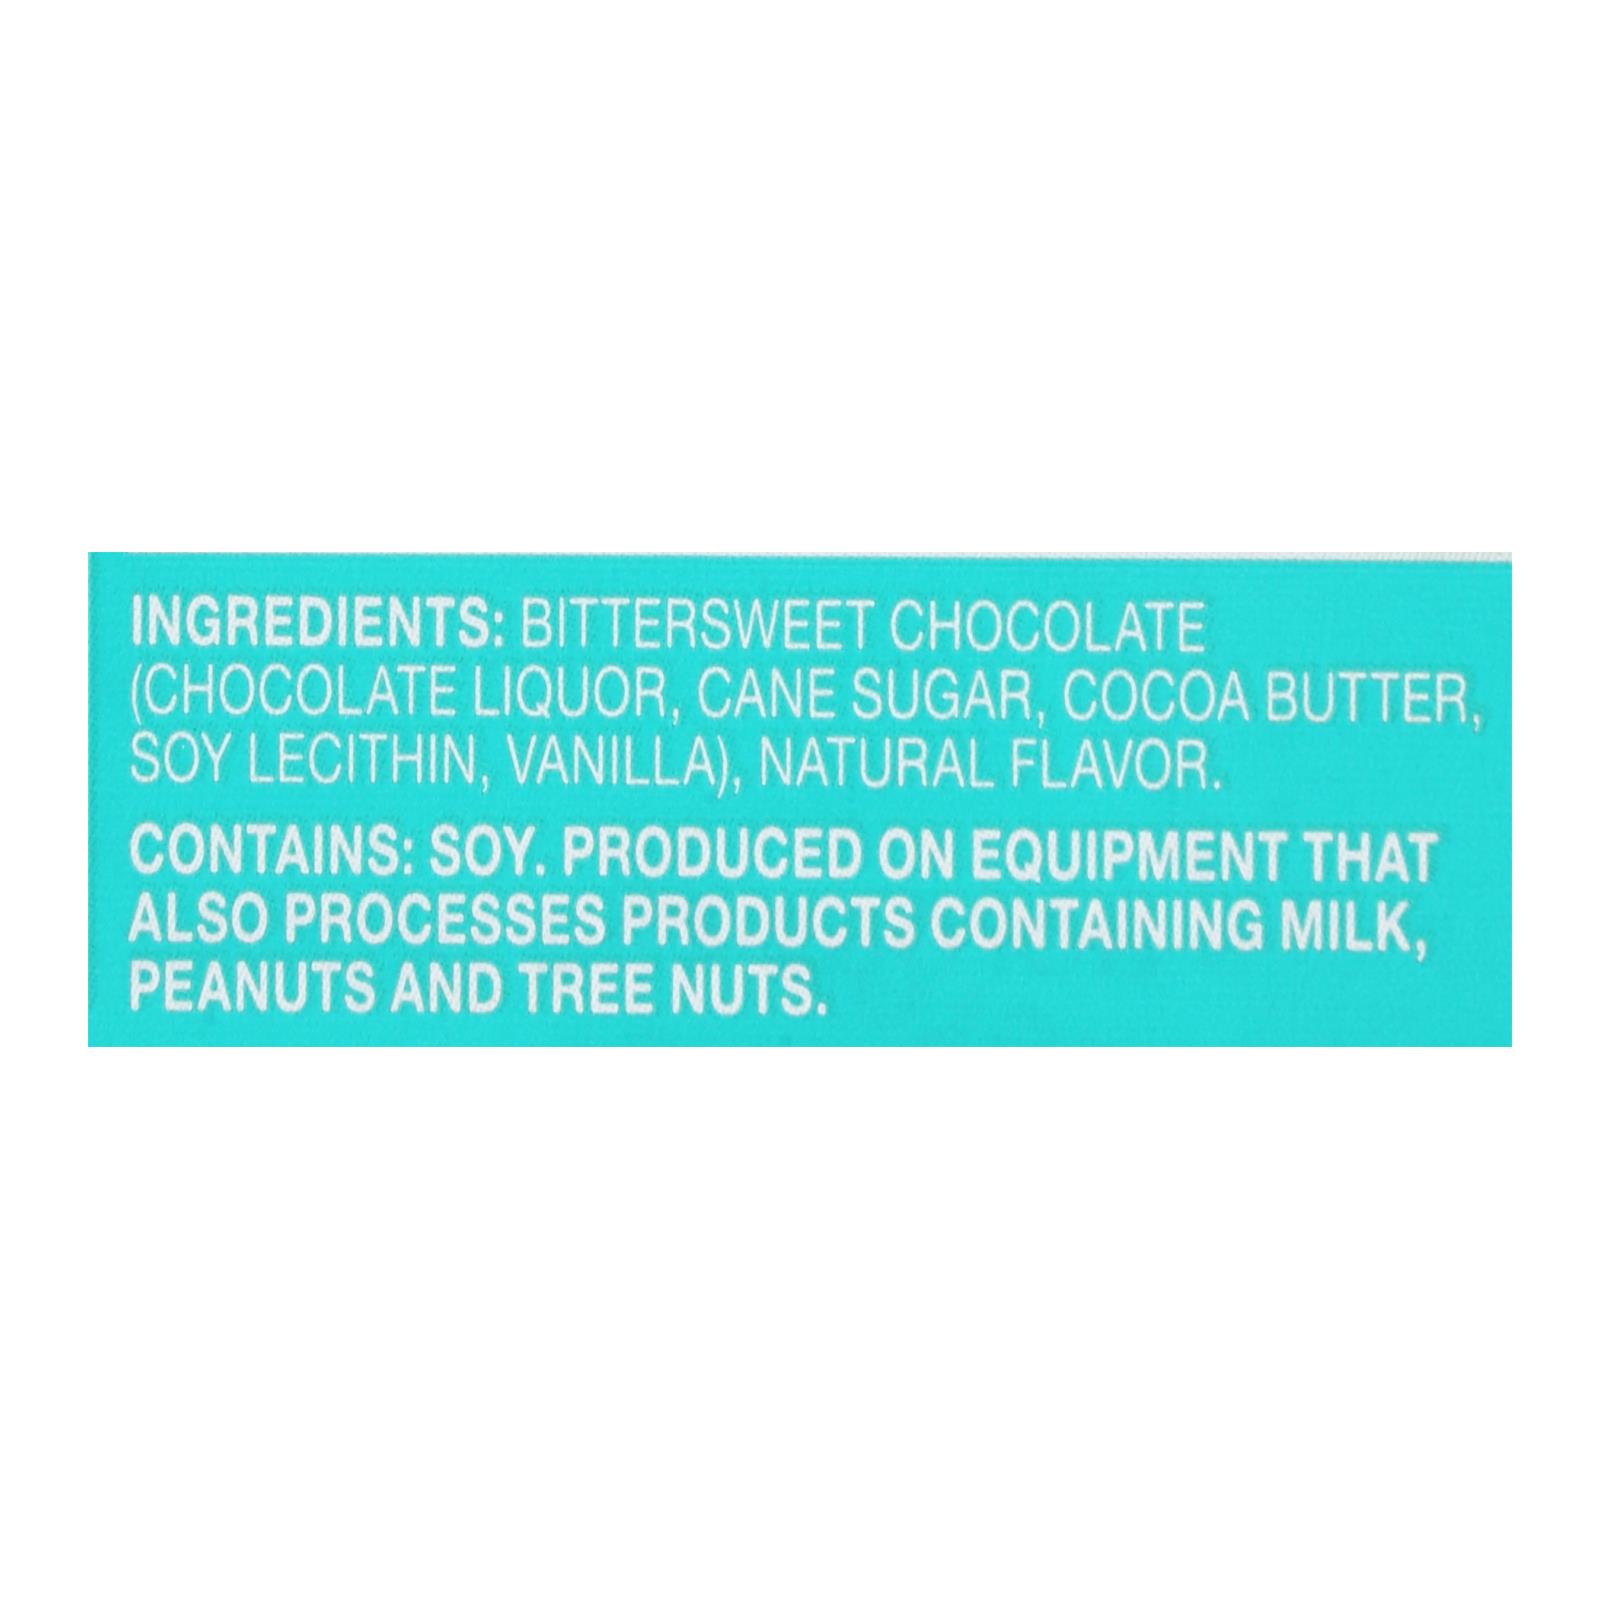 INGREDIENTS: BITTERSWEET CHOCOLATE
(CHOCOLATE LIQUOR, CANE SUGAR, COCOA BUTTER,
SOY LECITHIN, VANILLA), NATURAL FLAVOR.
CONTAINS: SOY. PRODUCED ON EQUIPMENT THAT
ALSO PROCESSES PRODUCTS CONTAINING MILK,
PEANUTS AND TREE NUTS.